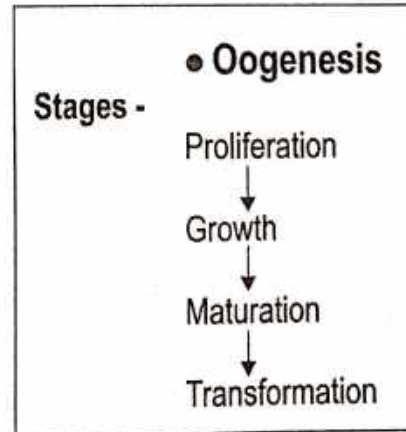 ● Oogenesis
Stages -
Proliferation
Growth
Maturation
Transformation